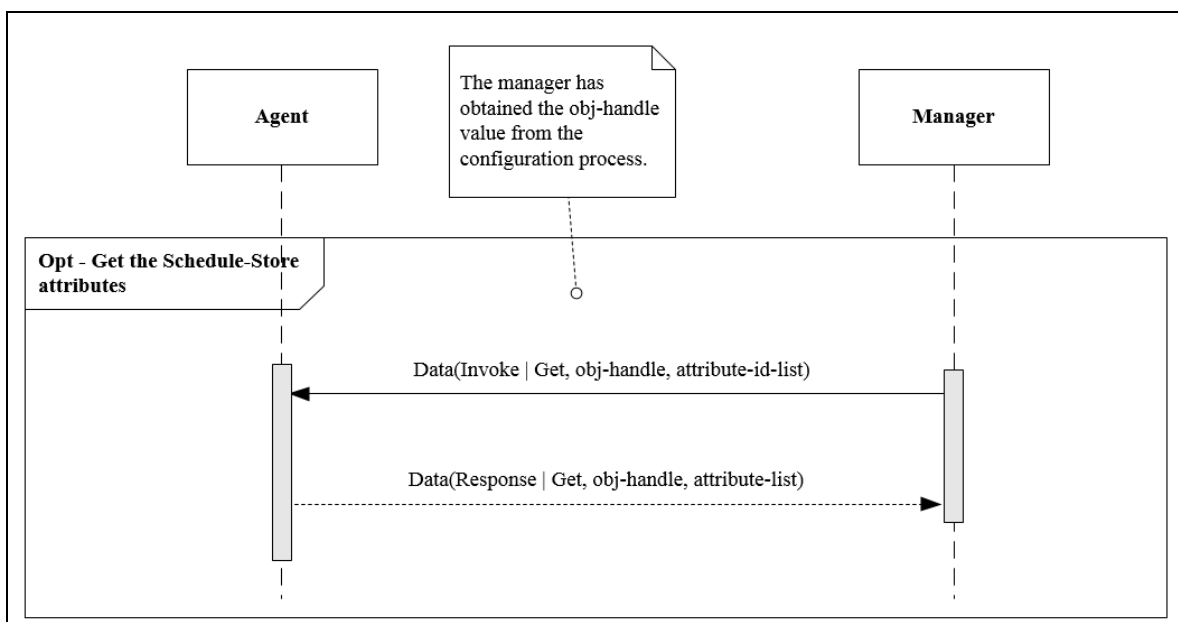 Agent
The manager has
obtained the obj-handle
value from the
configuration process.
Manager
Opt - Get the Schedule-Store
attributes
Data(Invoke | Get, obj-handle, attribute-id-list)
Data(Response | Get, obj-handle, attribute-list)